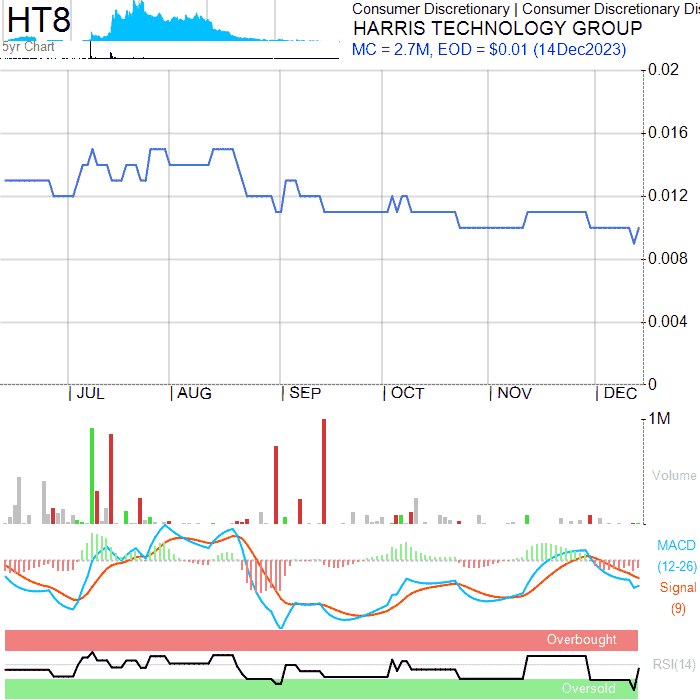 HT8
Consumer Discretionary | Consumer Discretionary Dis
HARRIS TECHNOLOGY GROUP
5yr Chart
MC = 2.7M, EOD = $0.01 (14Dec2023)
0.02
0.016
0.012
0.008
0.004
0
| JUL | AUG | SEP | OCT | NOV | DEC
1M
Volume
MACD
(12-26)
Signal
(9)
Overbought
RSI(14)
Oversold